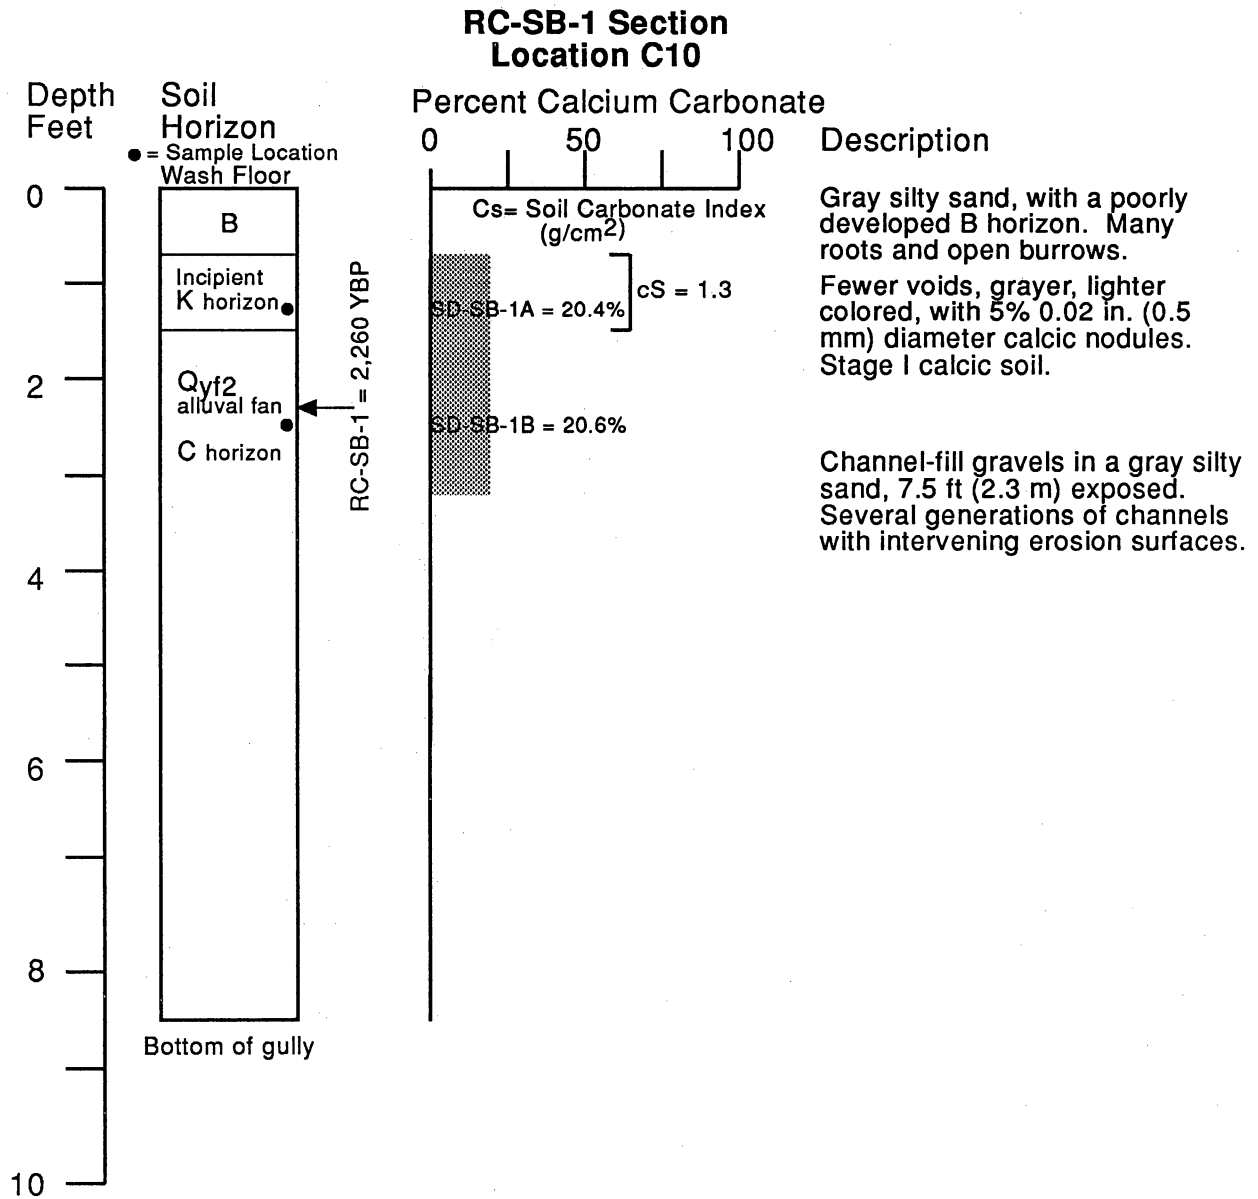 RC-SB-1 Section
Location C10
Depth
Feet
Soil
Horizon
● = Sample Location
Wash Floor
Percent Calcium Carbonate
0 50 100
Description
0
2
4
6
8
10
B
Incipient
K horizon
Qyf2
alluval fan
C horizon
Bottom of gully
RC-SB-1 = 2,260 YBP
Cs= Soil Carbonate Index
(g/cm2)
SD-SB-1A = 20.4%
cS = 1.3
SD-SB-1B = 20.6%
Gray silty sand, with a poorly
developed B horizon. Many
roots and open burrows.
Fewer voids, grayer, lighter
colored, with 5% 0.02 in. (0.5
mm) diameter calcic nodules.
Stage I calcic soil.
Channel-fill gravels in a gray silty
sand, 7.5 ft (2.3 m) exposed.
Several generations of channels
with intervening erosion surfaces.